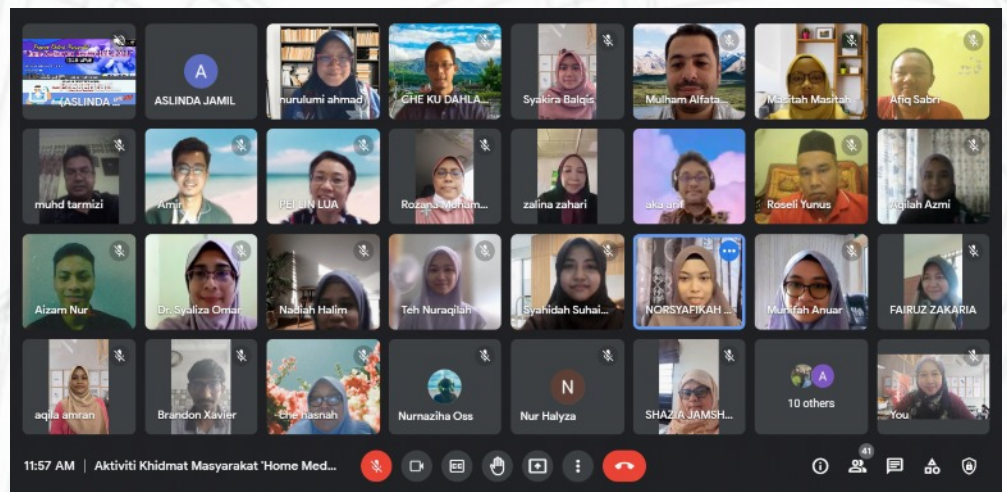 (ASLINDA ...
A
ASLINDA JAMIL
nurulumi ahmad
CHE KU DAHLA...
Syakira Balqis
Mulham Alfata...
Masitah Masitah
Afiq Sabri
muhd tarmizi
Amir
PEI LIN LUA
Rozana Moham...
zalina zahari
aka arif
Roseli Yunus
Aqilah Azmi
Aizam Nur
Dr. Syaliza Omar
Nadiah Halim
Teh Nuraqilah
Syahidah Suhai...
NORSYAFIKAH ...
Munifah Anuar
FAIRUZ ZAKARIA
aqila amran
Brandon Xavier
che hasnah
Nurnaziha Oss
N
Nur Halyza
SHAZIA JAMSH...
A
10 others
You
11:57 AM | Aktiviti Khidmat Masyarakat 'Home Med...
CC
41